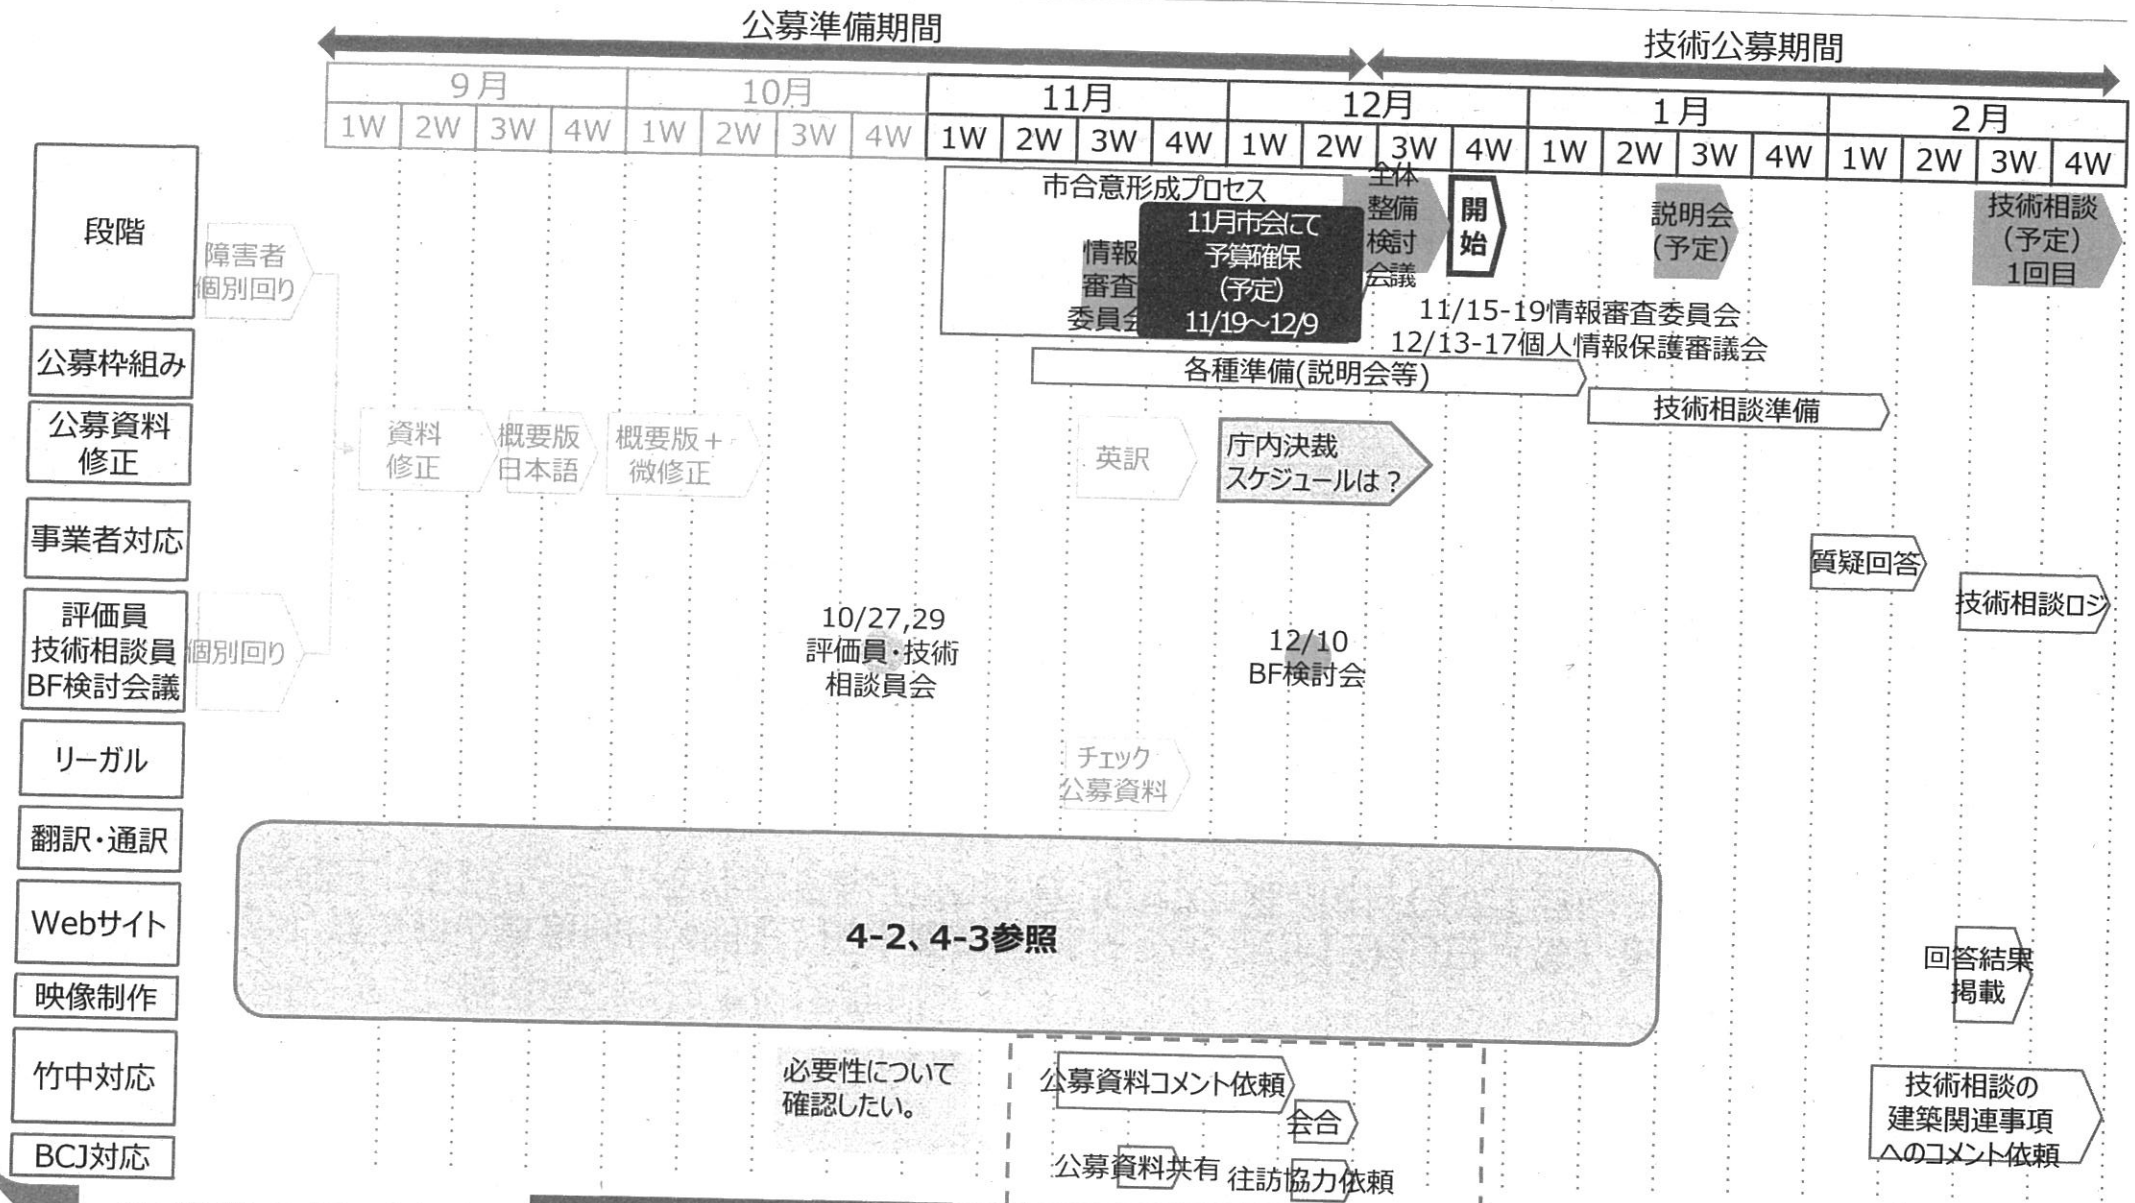 公募準備期間
技術公募期間
9月
10月
11月
12月
1月
2月
1W 2W 3W 4W 1W 2W 3W 4W 1W 2W 3W 4W 1W 2W 3W 4W 1W 2W 3W 4W 1W 2W 3W 4W
段階
障害者
個別回り
市合意形成プロセス
情報
審査
委員会
11月市会にて
予算確保
(予定)
11/19～12/9
全体
整備
検討
会議
開
始
説明会
(予定)
技術相談
(予定)
1回目
11/15-19情報審査委員会
12/13-17個人情報保護審議会
公募枠組み
各種準備(説明会等)
技術相談準備
公募資料
修正
資料
修正
概要版
日本語
概要版＋
微修正
英訳
庁内決裁
スケジュールは？
事業者対応
質疑回答
技術相談ロジ
評価員
技術相談員
BF検討会議
個別回り
10/27,29
評価員・技術
相談員会
12/10
BF検討会
リーガル
チェック
公募資料
翻訳・通訳
Webサイト
映像制作
4-2、4-3参照
回答結果
掲載
竹中対応
必要性について
確認したい。
公募資料コメント依頼
会合
技術相談の
建築関連事項
へのコメント依頼
BCJ対応
公募資料共有
往訪協力依頼